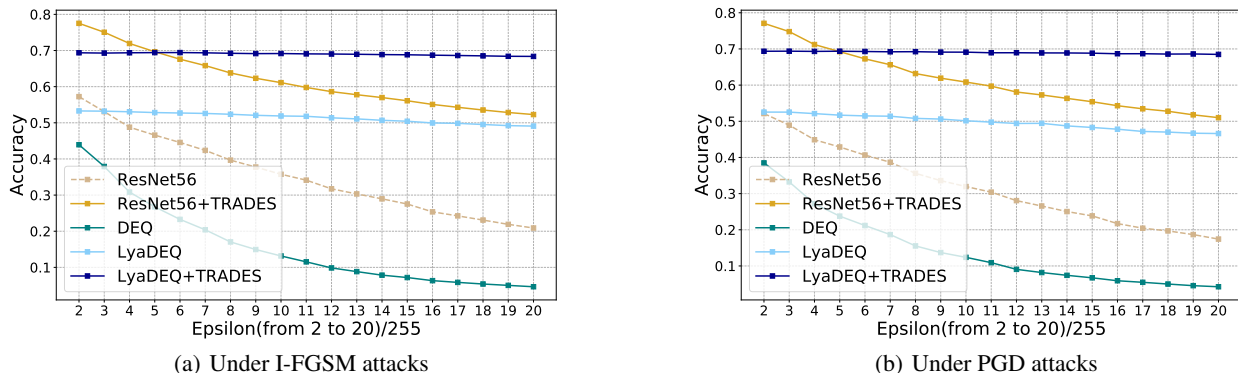 0.8
0.7
0.6
0.5
0.4
0.3
0.2
0.1
Accuracy
ResNet56
ResNet56+TRADES
DEQ
LyaDEQ
LyaDEQ+TRADES
2 3 4 5 6 7 8 9 10 11 12 13 14 15 16 17 18 19 20
Epsilon(from 2 to 20)/255
(a) Under I-FGSM attacks
0.8
0.7
0.6
0.5
0.4
0.3
0.2
0.1
Accuracy
ResNet56
ResNet56+TRADES
DEQ
LyaDEQ
LyaDEQ+TRADES
2 3 4 5 6 7 8 9 10 11 12 13 14 15 16 17 18 19 20
Epsilon(from 2 to 20)/255
(b) Under PGD attacks